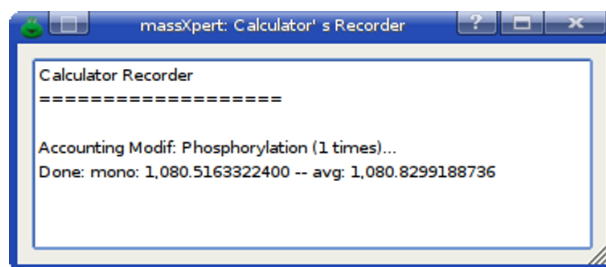 massXpert: Calculator' s Recorder
Calculator Recorder
===================
Accounting Modif: Phosphorylation (1 times)...
Done: mono: 1,080.5163322400 -- avg: 1,080.8299188736